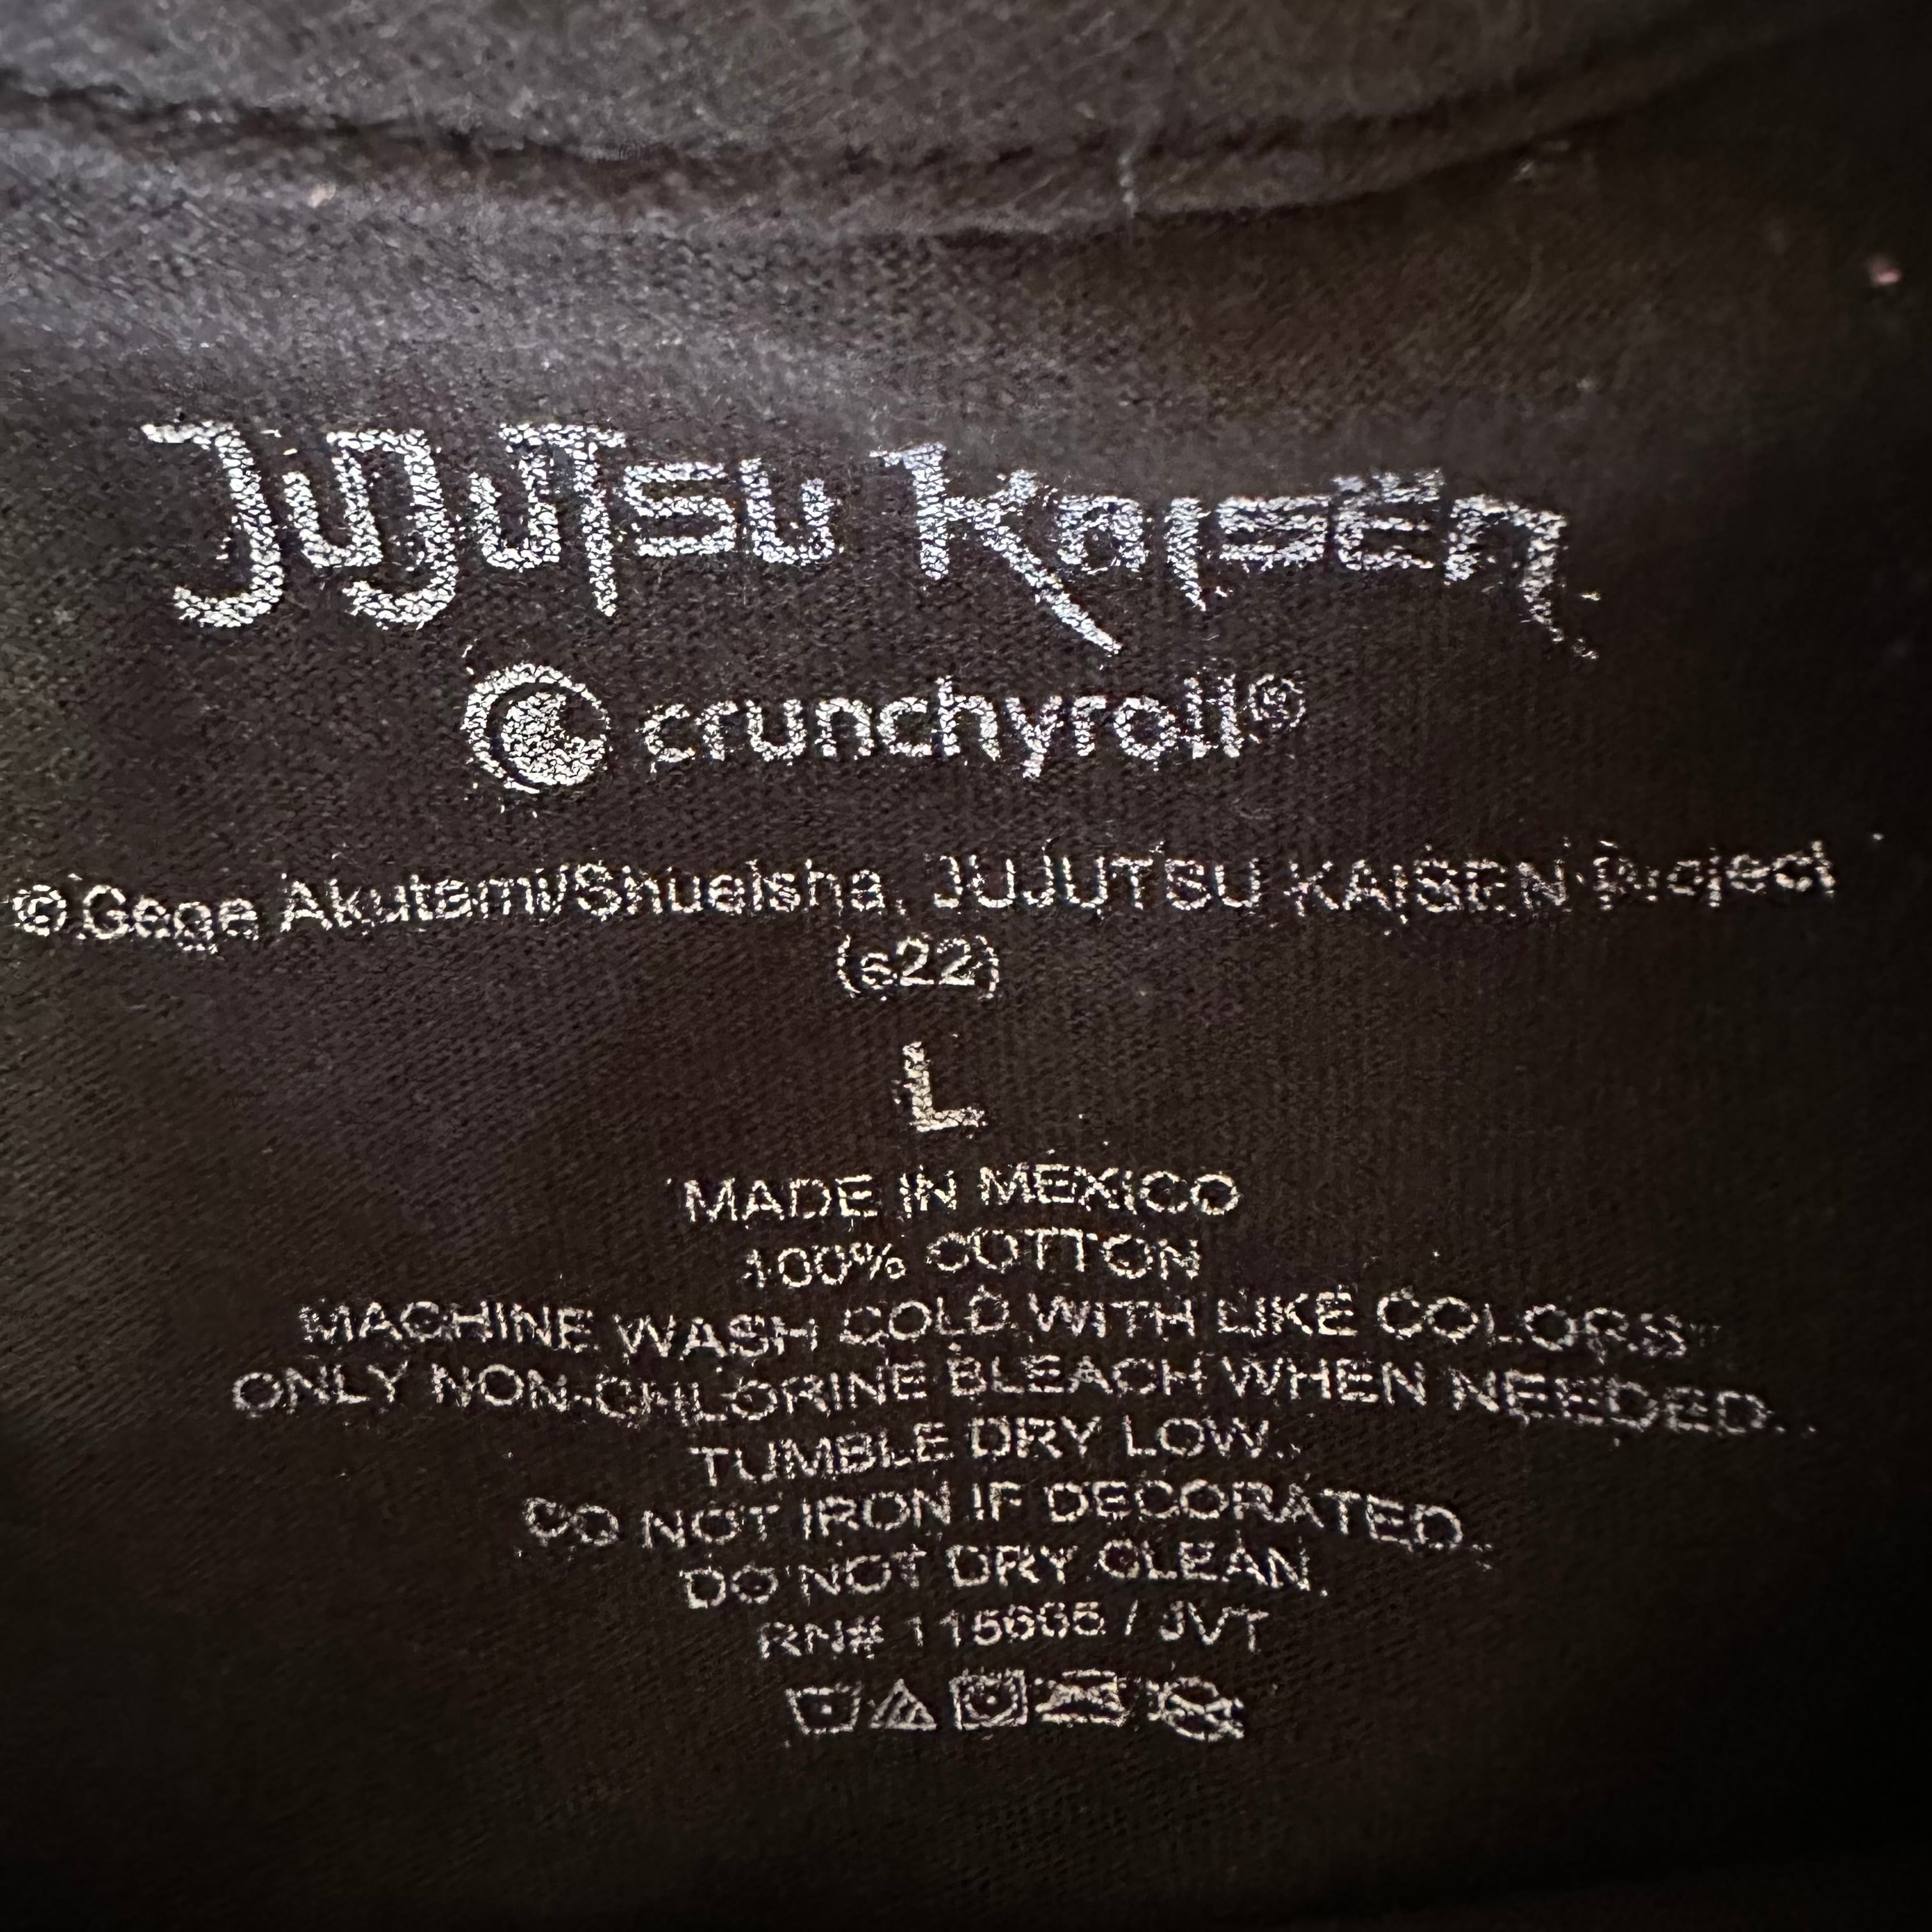 JUJUTSU KAISEN
crunchyroll®
©Gege Akutami/Shueisha, JUJUTSU KAISEN Project
(s22)
L
MADE IN MEXICO
100% COTTON
MACHINE WASH COLD WITH LIKE COLORS
ONLY NON-CHLORINE BLEACH WHEN NEEDED.
TUMBLE DRY LOW.
DO NOT IRON IF DECORATED.
DO NOT DRY CLEAN.
RN# 115605 / JVT